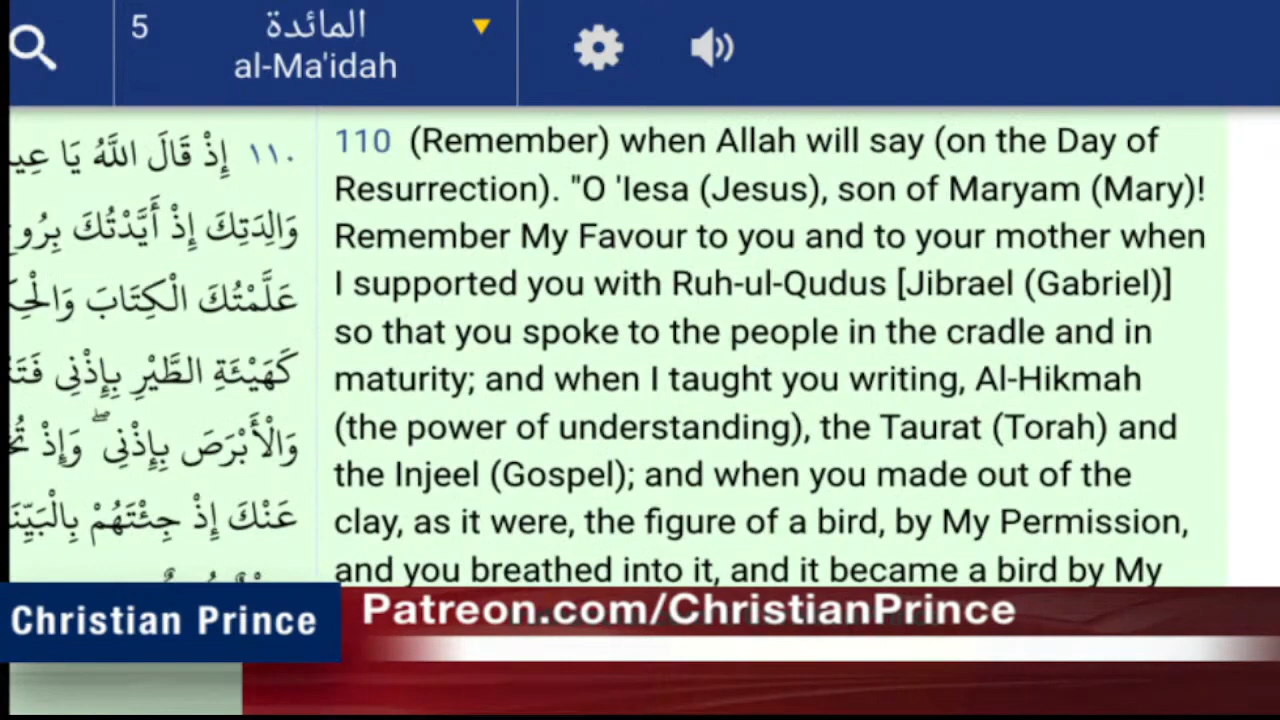 5
المائدة
al-Ma'idah
١١٠ إِذْ قَالَ اللَّهُ يَا
وَالِدَتِكَ إِذْ أَيَّدْتُكَ
عَلَّمْتُكَ الْكِتَابَ
كَهَيْئَةِ الطَّيْرِ بِإِذْنِي
وَالْأَبْرَصَ بِإِذْنِي ۖ وَإِذْ
عَنْكَ إِذْ جِئْتَهُمْ
110 (Remember) when Allah will say (on the Day of
Resurrection). "O 'Iesa (Jesus), son of Maryam (Mary)!
Remember My Favour to you and to your mother when
I supported you with Ruh-ul-Qudus [Jibrael (Gabriel)]
so that you spoke to the people in the cradle and in
maturity; and when I taught you writing, Al-Hikmah
(the power of understanding), the Taurat (Torah) and
the Injeel (Gospel); and when you made out of the
clay, as it were, the figure of a bird, by My Permission,
and you breathed into it, and it became a bird by My
Christian Prince
Patreon.com/ChristianPrince